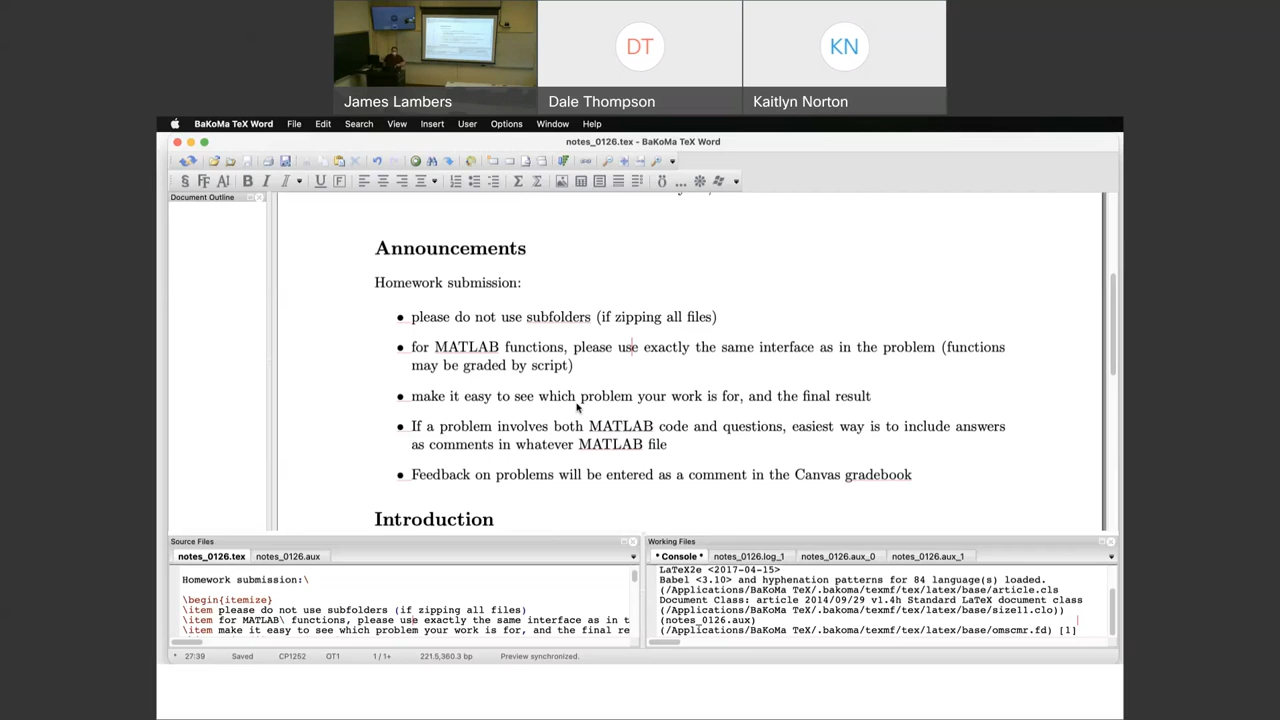 DT
KN
James Lambers
Dale Thompson
Kaitlyn Norton
BaKoMa TeX Word File Edit Search View Insert User Options Window Help
notes_0126.tex - BaKoMa TeX Word
Document Outline
Announcements
Homework submission:
• please do not use subfolders (if zipping all files)
• for MATLAB functions, please use exactly the same interface as in the problem (functions
may be graded by script)
• make it easy to see which problem your work is for, and the final result
• If a problem involves both MATLAB code and questions, easiest way is to include answers
as comments in whatever MATLAB file
• Feedback on problems will be entered as a comment in the Canvas gradebook
Introduction
Source Files
notes_0126.tex notes_0126.aux
Homework submission:\
\begin{itemize}
\item please do not use subfolders (if zipping all files)
\item for MATLAB\ functions, please use exactly the same interface as in t
\item make it easy to see which problem your work is for, and the final re
Working Files
* Console * notes_0126.log_1 notes_0126.aux_0 notes_0126.aux_1
LaTeX2e <2017-04-15>
Babel <3.10> and hyphenation patterns for 84 language(s) loaded.
(/Applications/BaKoMa TeX/.bakoma/texmf/tex/latex/base/article.cls
Document Class: article 2014/09/29 v1.4h Standard LaTeX document class
(/Applications/BaKoMa TeX/.bakoma/texmf/tex/latex/base/size11.clo))
(notes_0126.aux)
(/Applications/BaKoMa TeX/.bakoma/texmf/tex/latex/base/omscmr.fd) [1]
* 27:39 Saved CP1252 QT1 1 / 1+ 221.5,360.3 bp Preview synchronized.